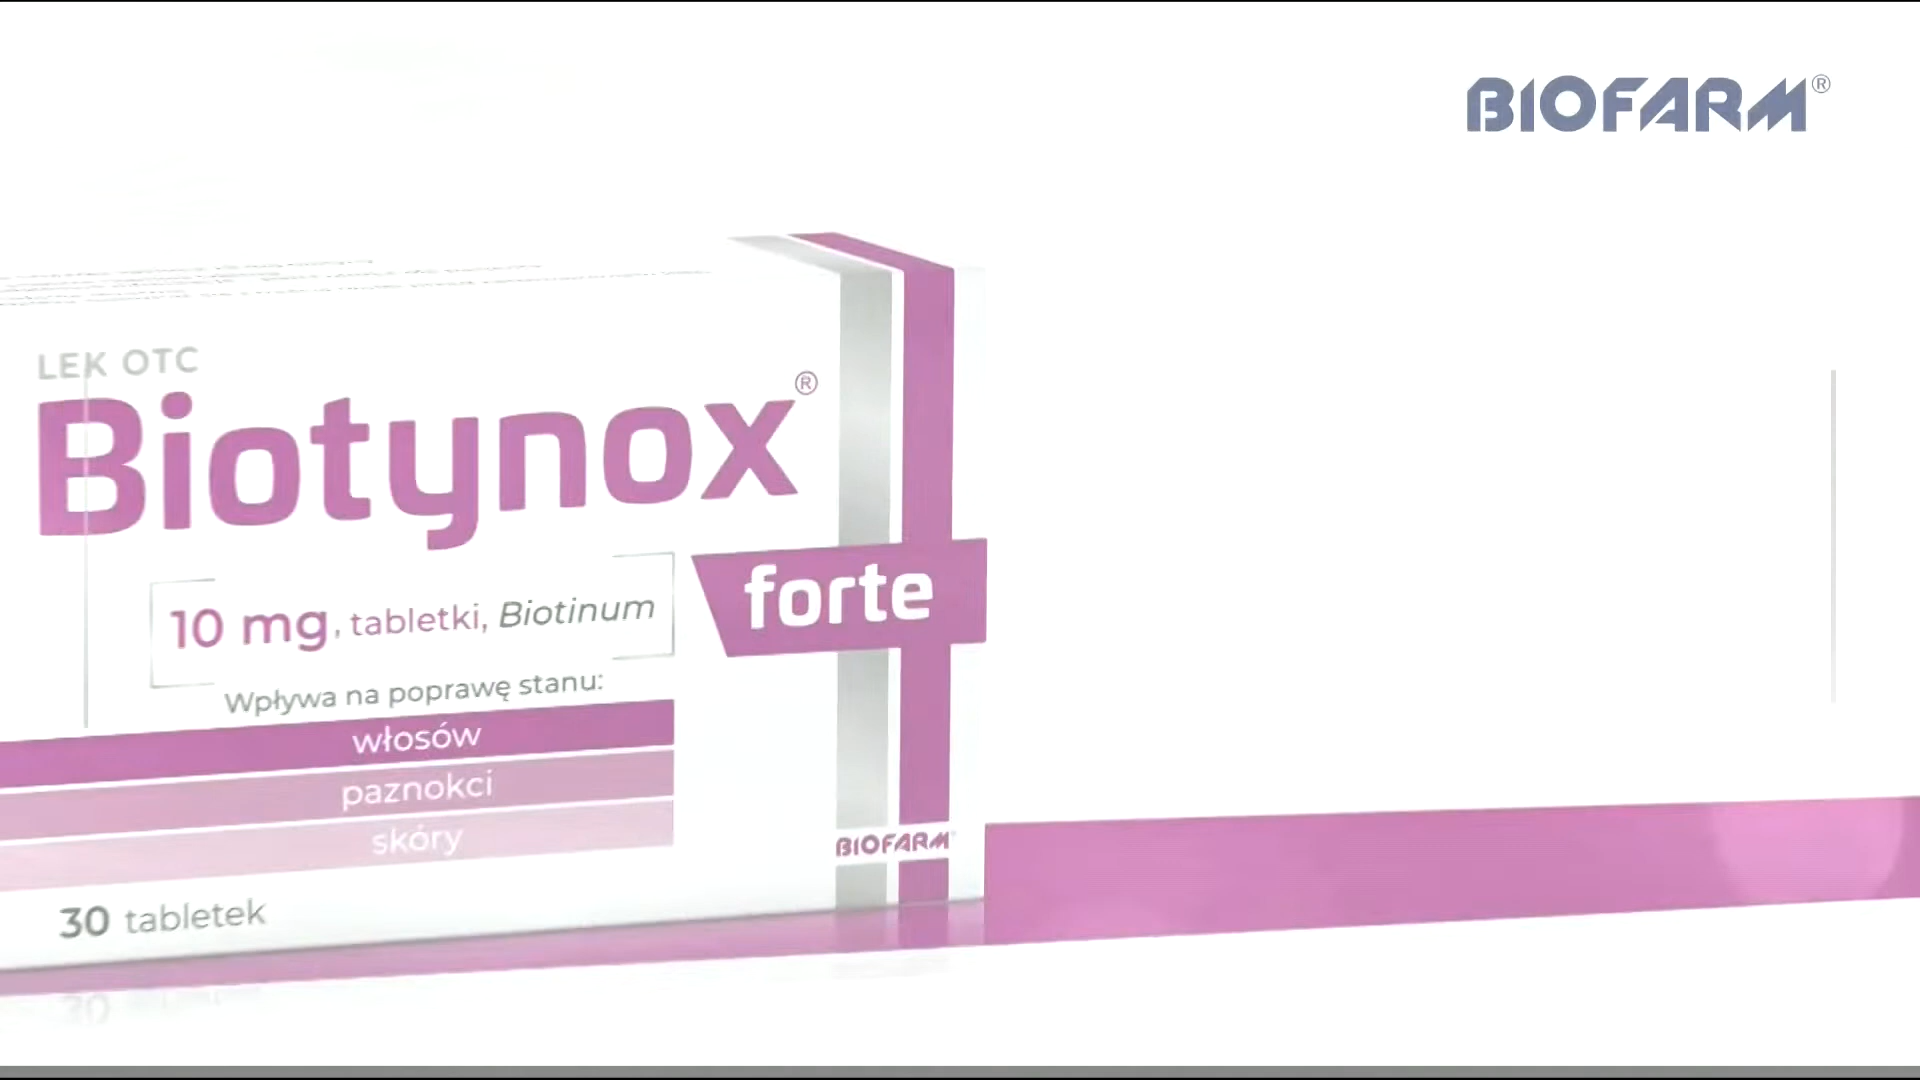 BIOFARM®
LEK OTC
Biotynox®
forte
10 mg, tabletki, Biotinum
Wpływa na poprawę stanu:
włosów
paznokci
skóry
BIOFARM
30 tabletek